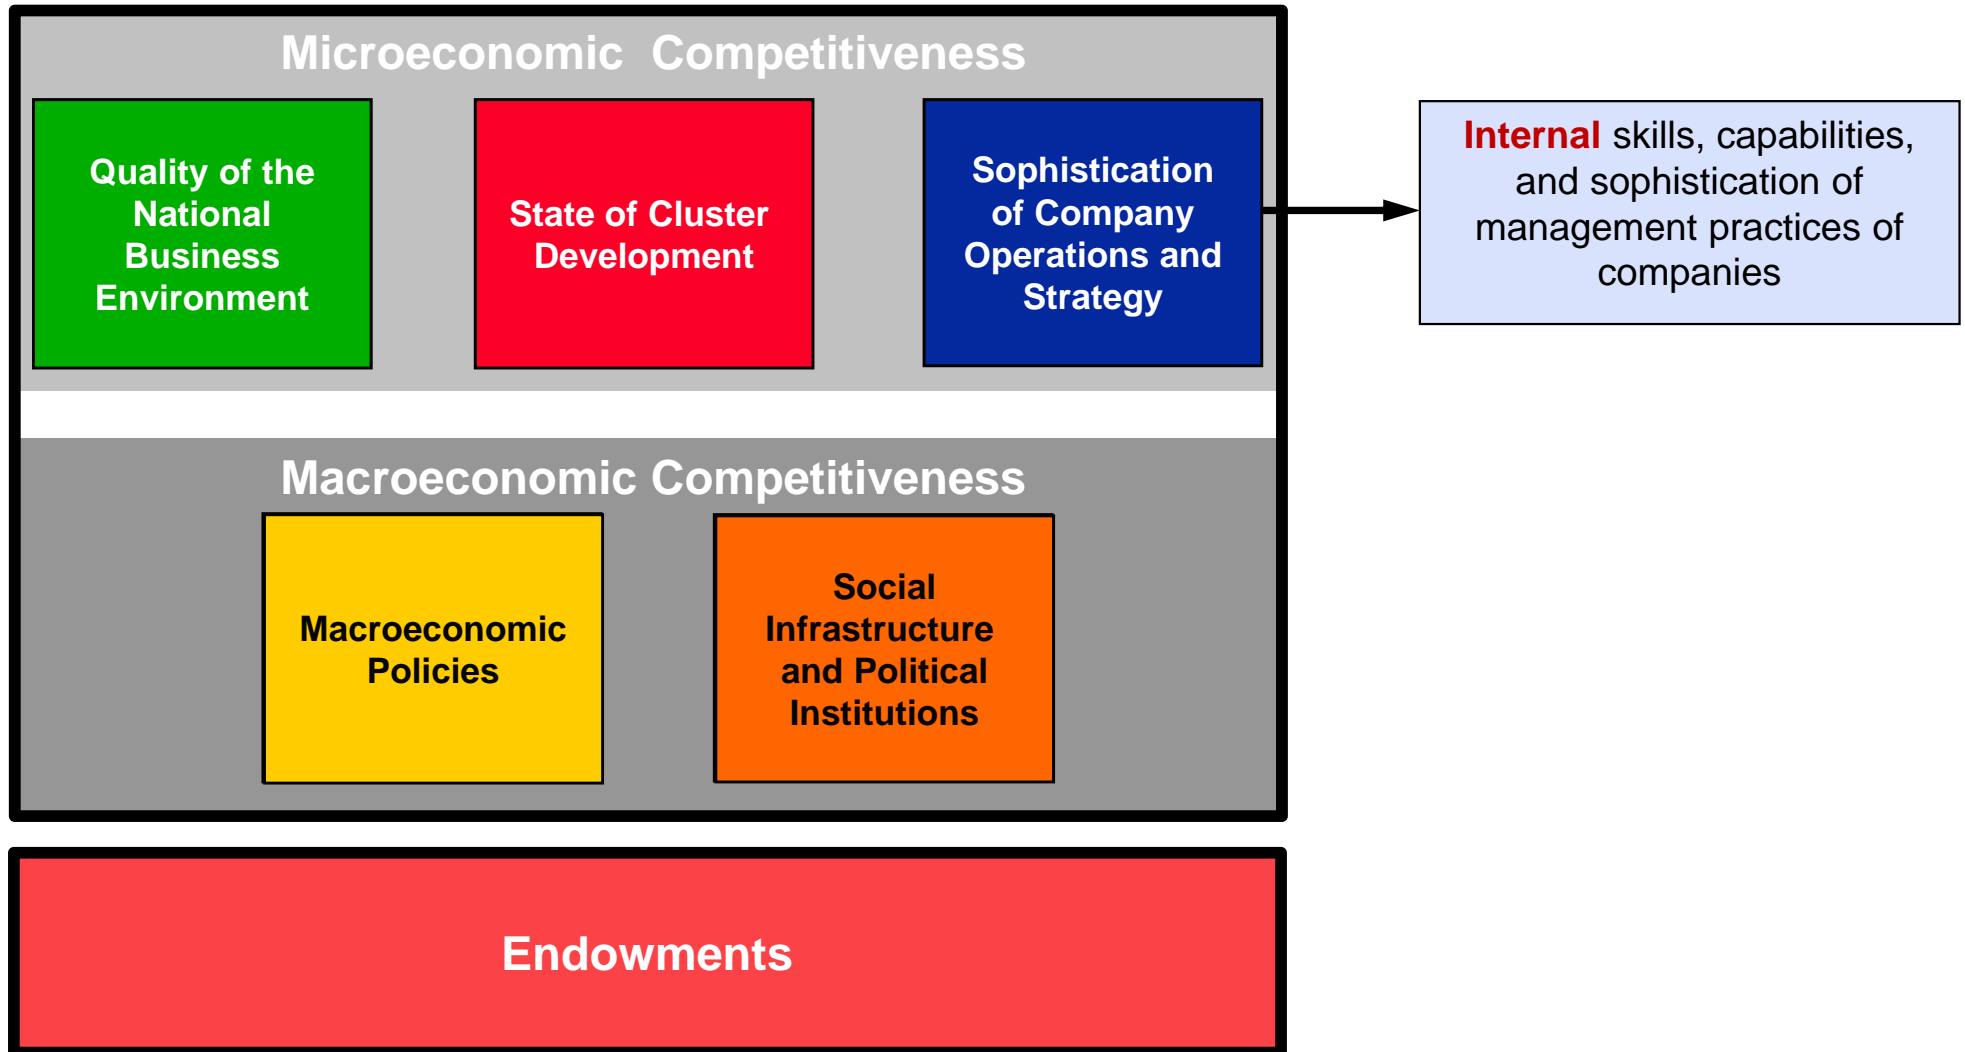 Microeconomic Competitiveness
Quality of the
National
Business
Environment
State of Cluster
Development
Sophistication
of Company
Operations and
Strategy
Internal skills, capabilities,
and sophistication of
management practices of
companies
Macroeconomic Competitiveness
Macroeconomic
Policies
Social
Infrastructure
and Political
Institutions
Endowments